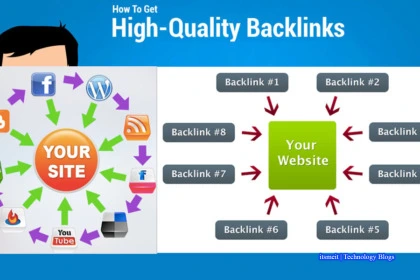 How To Get
High-Quality Backlinks
YOUR
SITE
You
Tube
Backlink #1
Backlink #2
Backlink #8
Backlink
Your
Website
Backlink #7
Backlink
Backlink #6
Backlink #5
itsmeit | Technology Blogs